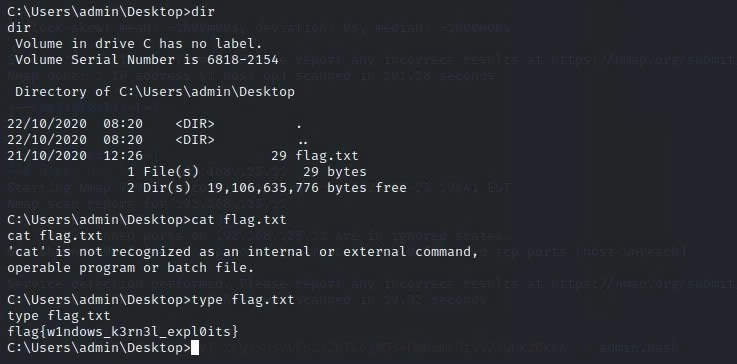 C:\Users\admin\Desktop>dir
dir
 Volume in drive C has no label.
 Volume Serial Number is 6818-2154
 Directory of C:\Users\admin\Desktop
22/10/2020  08:20    <DIR>          .
22/10/2020  08:20    <DIR>          ..
21/10/2020  12:26                29 flag.txt
               1 File(s)             29 bytes
               2 Dir(s)  19,106,635,776 bytes free
C:\Users\admin\Desktop>cat flag.txt
cat flag.txt
'cat' is not recognized as an internal or external command,
operable program or batch file.
C:\Users\admin\Desktop>type flag.txt
type flag.txt
flag{w1ndows_k3rn3l_expl0its}
C:\Users\admin\Desktop>